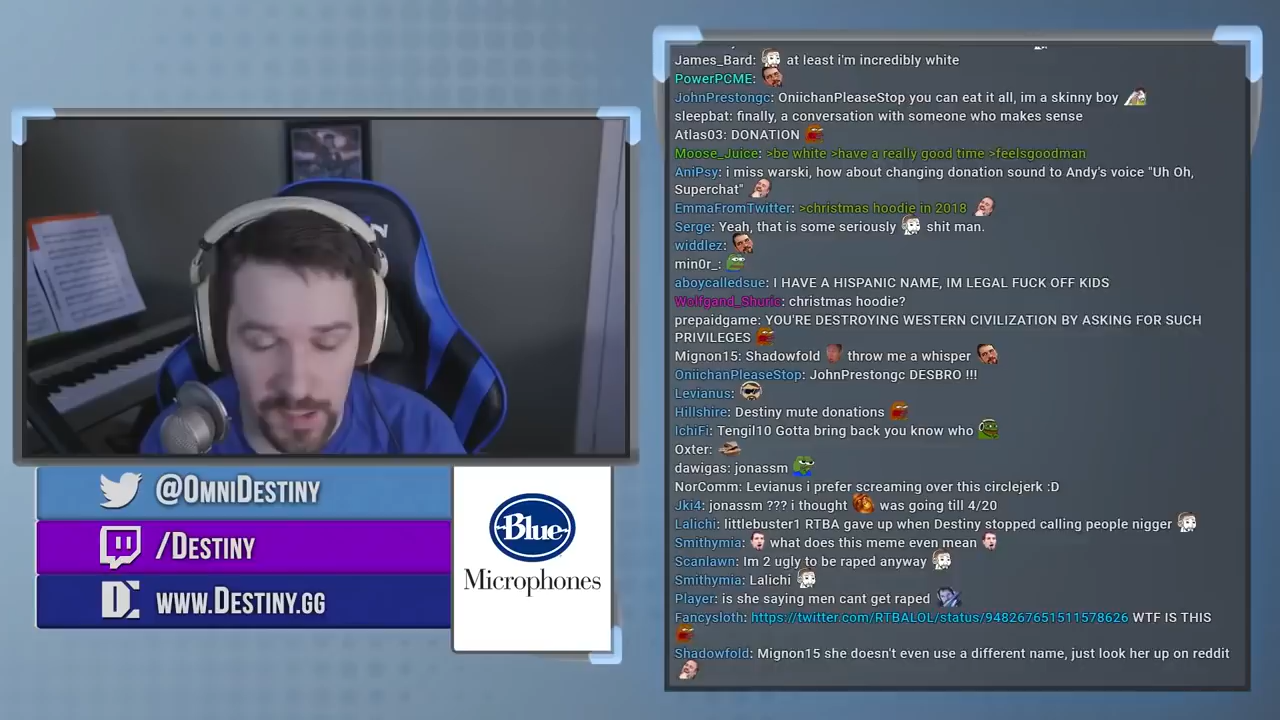 James_Bard: at least i'm incredibly white
PowerPCME:
JohnPrestongc: OniichanPleaseStop you can eat it all, im a skinny boy
sleepbat: finally, a conversation with someone who makes sense
Atlas03: DONATION
Moose_Juice: >be white >have a really good time >feelsgoodman
AniPsy: i miss warski, how about changing donation sound to Andy's voice "Uh Oh,
Superchat"
EmmaFromTwitter: >christmas hoodie in 2018
Serge: Yeah, that is some seriously shit man.
widdlez:
min0r_:
aboycalledsue: I HAVE A HISPANIC NAME, IM LEGAL FUCK OFF KIDS
Wolfgand_Shuric: christmas hoodie?
prepaidgame: YOU'RE DESTROYING WESTERN CIVILIZATION BY ASKING FOR SUCH
PRIVILEGES
Mignon15: Shadowfold throw me a whisper
OniichanPleaseStop: JohnPrestongc DESBRO !!!
Levianus:
Hillshire: Destiny mute donations
IchiFi: Tengil10 Gotta bring back you know who
Oxter:
dawigas: jonassm
NorComm: Levianus i prefer screaming over this circlejerk :D
Jki4: jonassm ??? i thought was going till 4/20
Lalichi: littlebuster1 RTBA gave up when Destiny stopped calling people nigger
Smithymia: what does this meme even mean
Scanlawn: Im 2 ugly to be raped anyway
Smithymia: Lalichi
Player: is she saying men cant get raped
Fancysloth: https://twitter.com/RTBALOL/status/948267651511578626 WTF IS THIS
Shadowfold: Mignon15 she doesn't even use a different name, just look her up on reddit
@OmniDestiny
/Destiny
www.Destiny.gg
Blue
Microphones